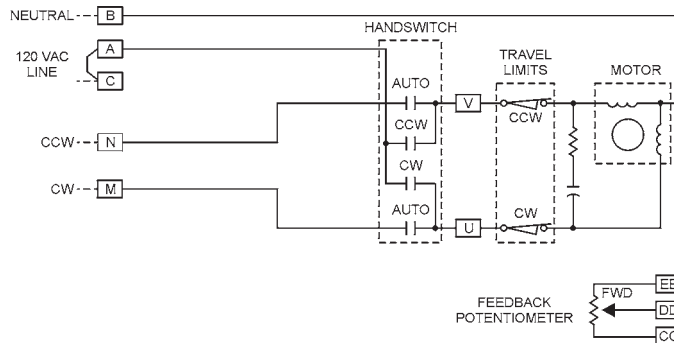 NEUTRAL B
HANDSWITCH
A
120 VAC
LINE
C
TRAVEL
LIMITS
MOTOR
AUTO
V
CCW
CCW
CCW N
CW
CW M
AUTO
CW
U
FWD
FEEDBACK
POTENTIOMETER